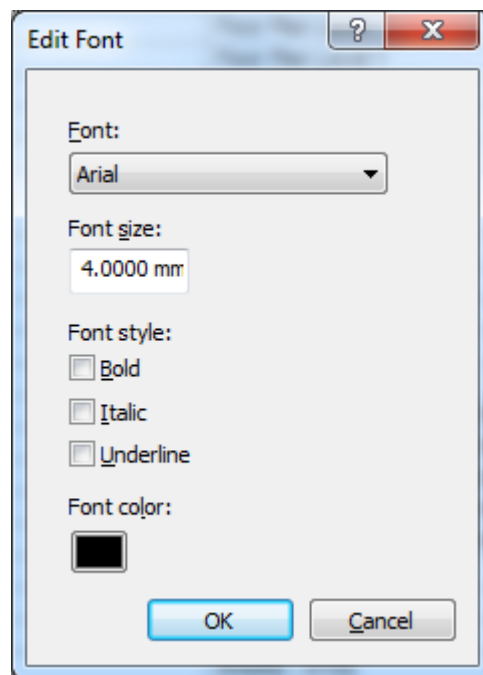 Edit Font
?
X
Font:
Arial
Font size:
4.0000 mm
Font style:
Bold
Italic
Underline
Font color:
OK Cancel